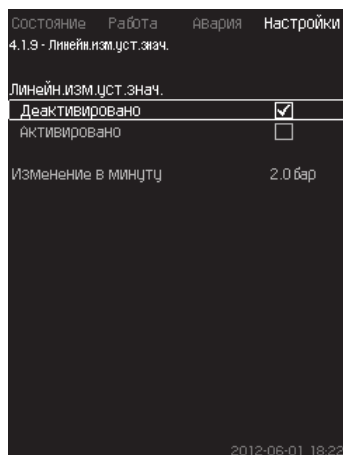 Состояние Работа Авария Настройки
4.1.9 - Линейн.изм.уст.знач.
Линейн.изм.уст.знач.
Деактивировано
Активировано
Изменение в минуту 2.0 бар
2012-06-01 18:22